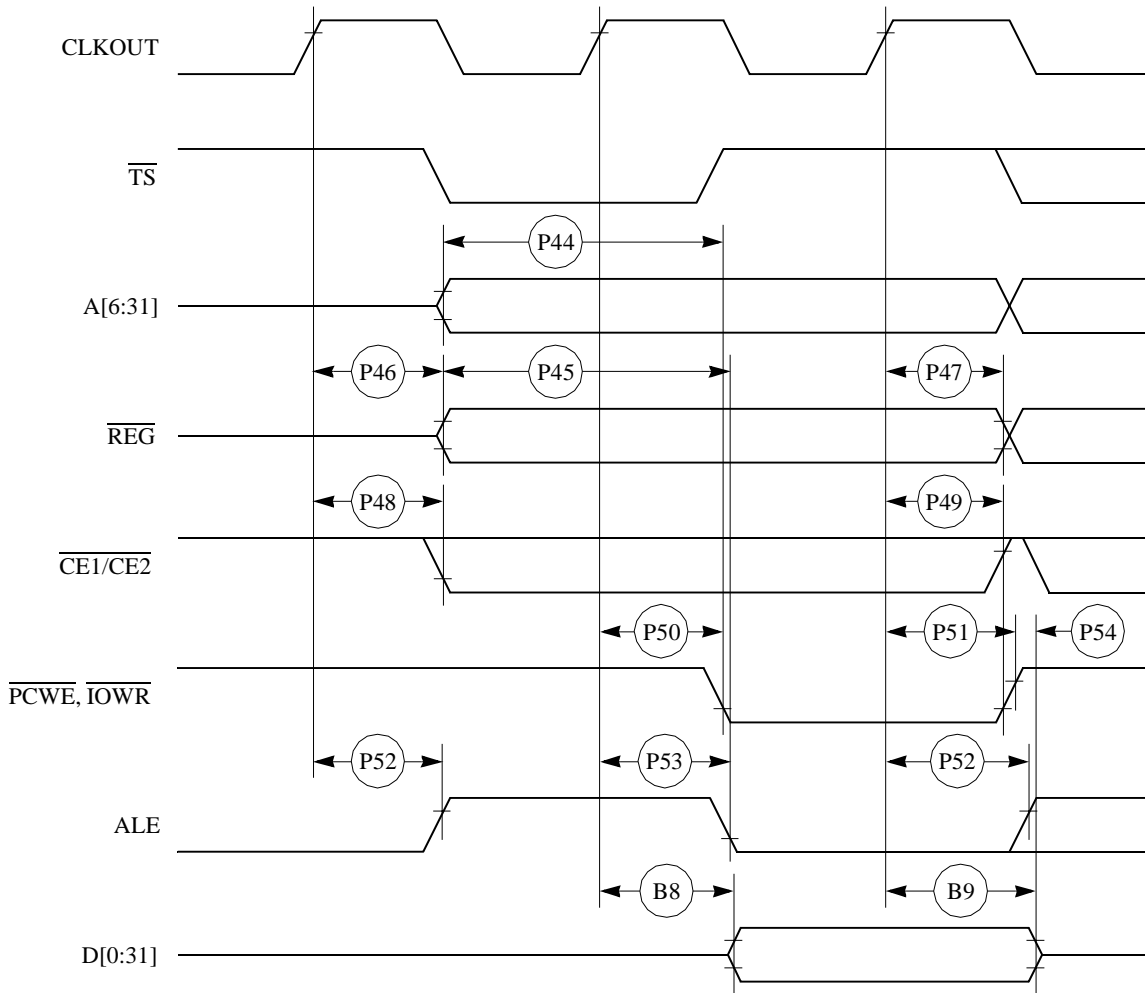 CLKOUT
TS
P44
A[6:31]
P46 P45 P47
REG
P48 P49
CE1/CE2
P50 P51 P54
PCWE, IOWR
P52 P53 P52
ALE
B8 B9
D[0:31]